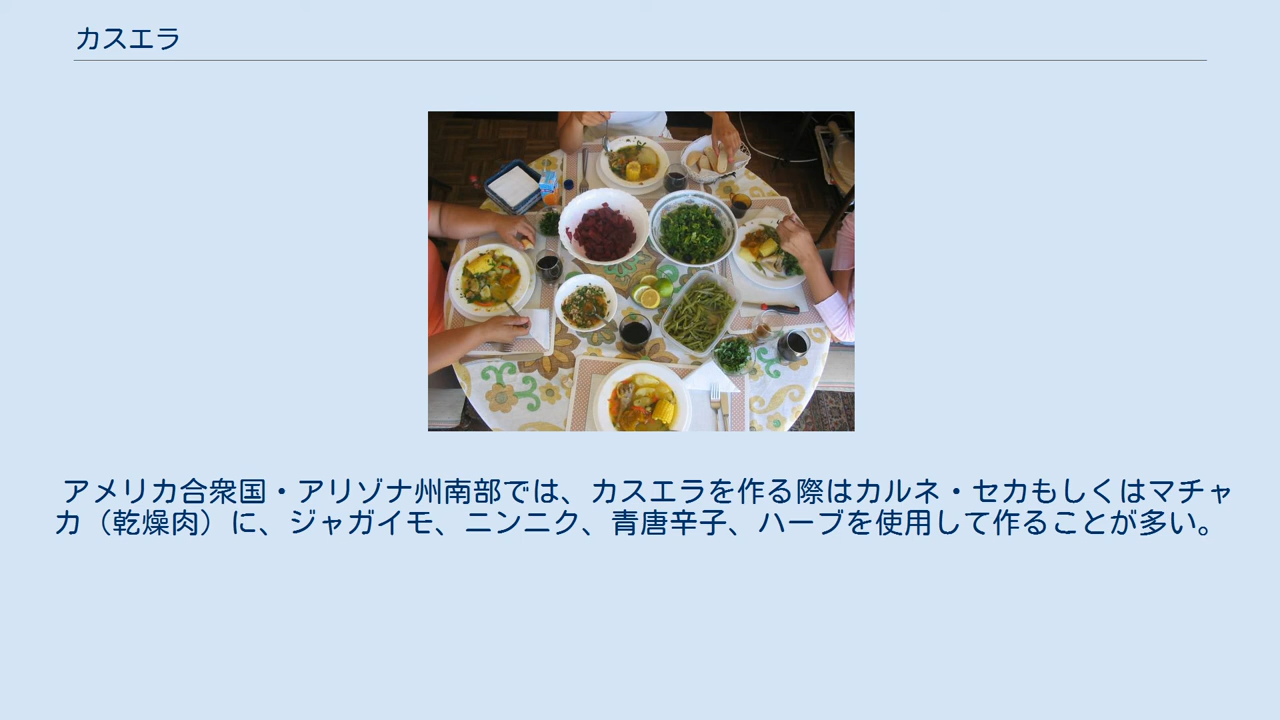 カスエラ
アメリカ合衆国・アリゾナ州南部では、カスエラを作る際はカルネ・セカもしくはマチャ
カ（乾燥肉）に、ジャガイモ、ニンニク、青唐辛子、ハーブを使用して作ることが多い。